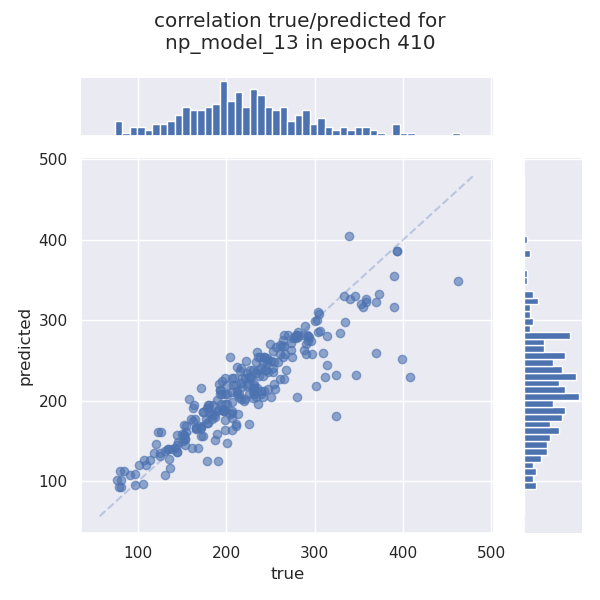 correlation true/predicted for
np_model_13 in epoch 410
500
400
300
200
100
predicted
100 200 300 400 500
true